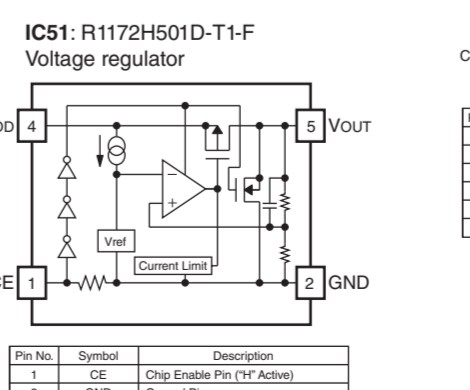 IC51: R1172H501D-T1-F
Voltage regulator
4
5 VOUT
−
+
Vref
Current Limit
1
2 GND
Pin No. Symbol Description
1 CE Chip Enable Pin ("H" Active)